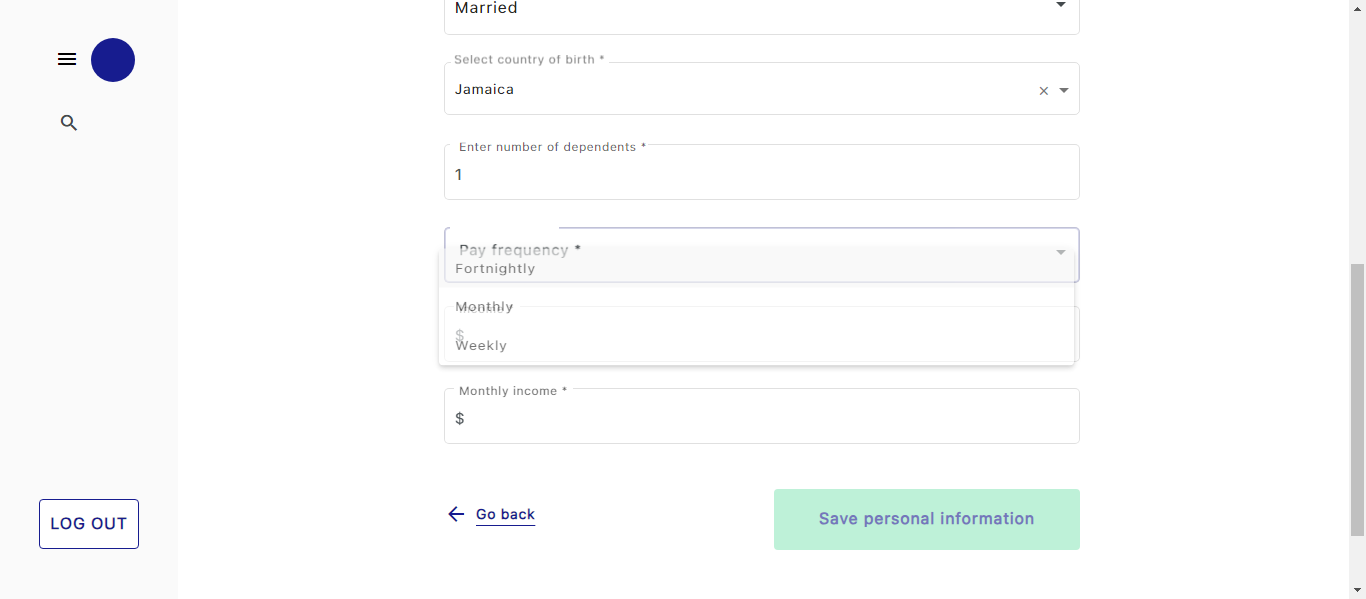 Married
Select country of birth *
Jamaica
Enter number of dependents *
1
Pay frequency *
Fortnightly
Monthly
Income *
$
Weekly
Monthly income *
$
Go back
Save personal information
LOG OUT